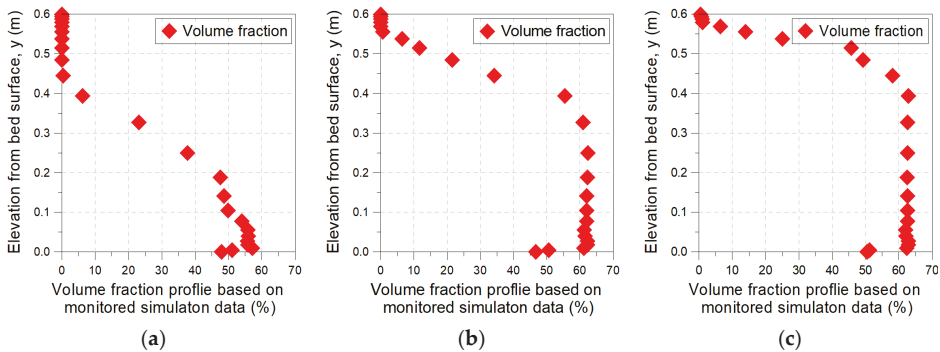 Elevation from bed surface, y (m)
0.6
0.5
0.4
0.3
0.2
0.1
0.0
Volume fraction
0 10 20 30 40 50 60 70
Volume fraction proflie based on
monitored simulaton data (%)
(a)
Elevation from bed surface, y (m)
0.6
0.5
0.4
0.3
0.2
0.1
0.0
Volume fraction
0 10 20 30 40 50 60 70
Volume fraction proflie based on
monitored simulaton data (%)
(b)
Elevation from bed surface, y (m)
0.6
0.5
0.4
0.3
0.2
0.1
0.0
Volume fraction
0 10 20 30 40 50 60 70
Volume fraction proflie based on
monitored simulaton data (%)
(c)